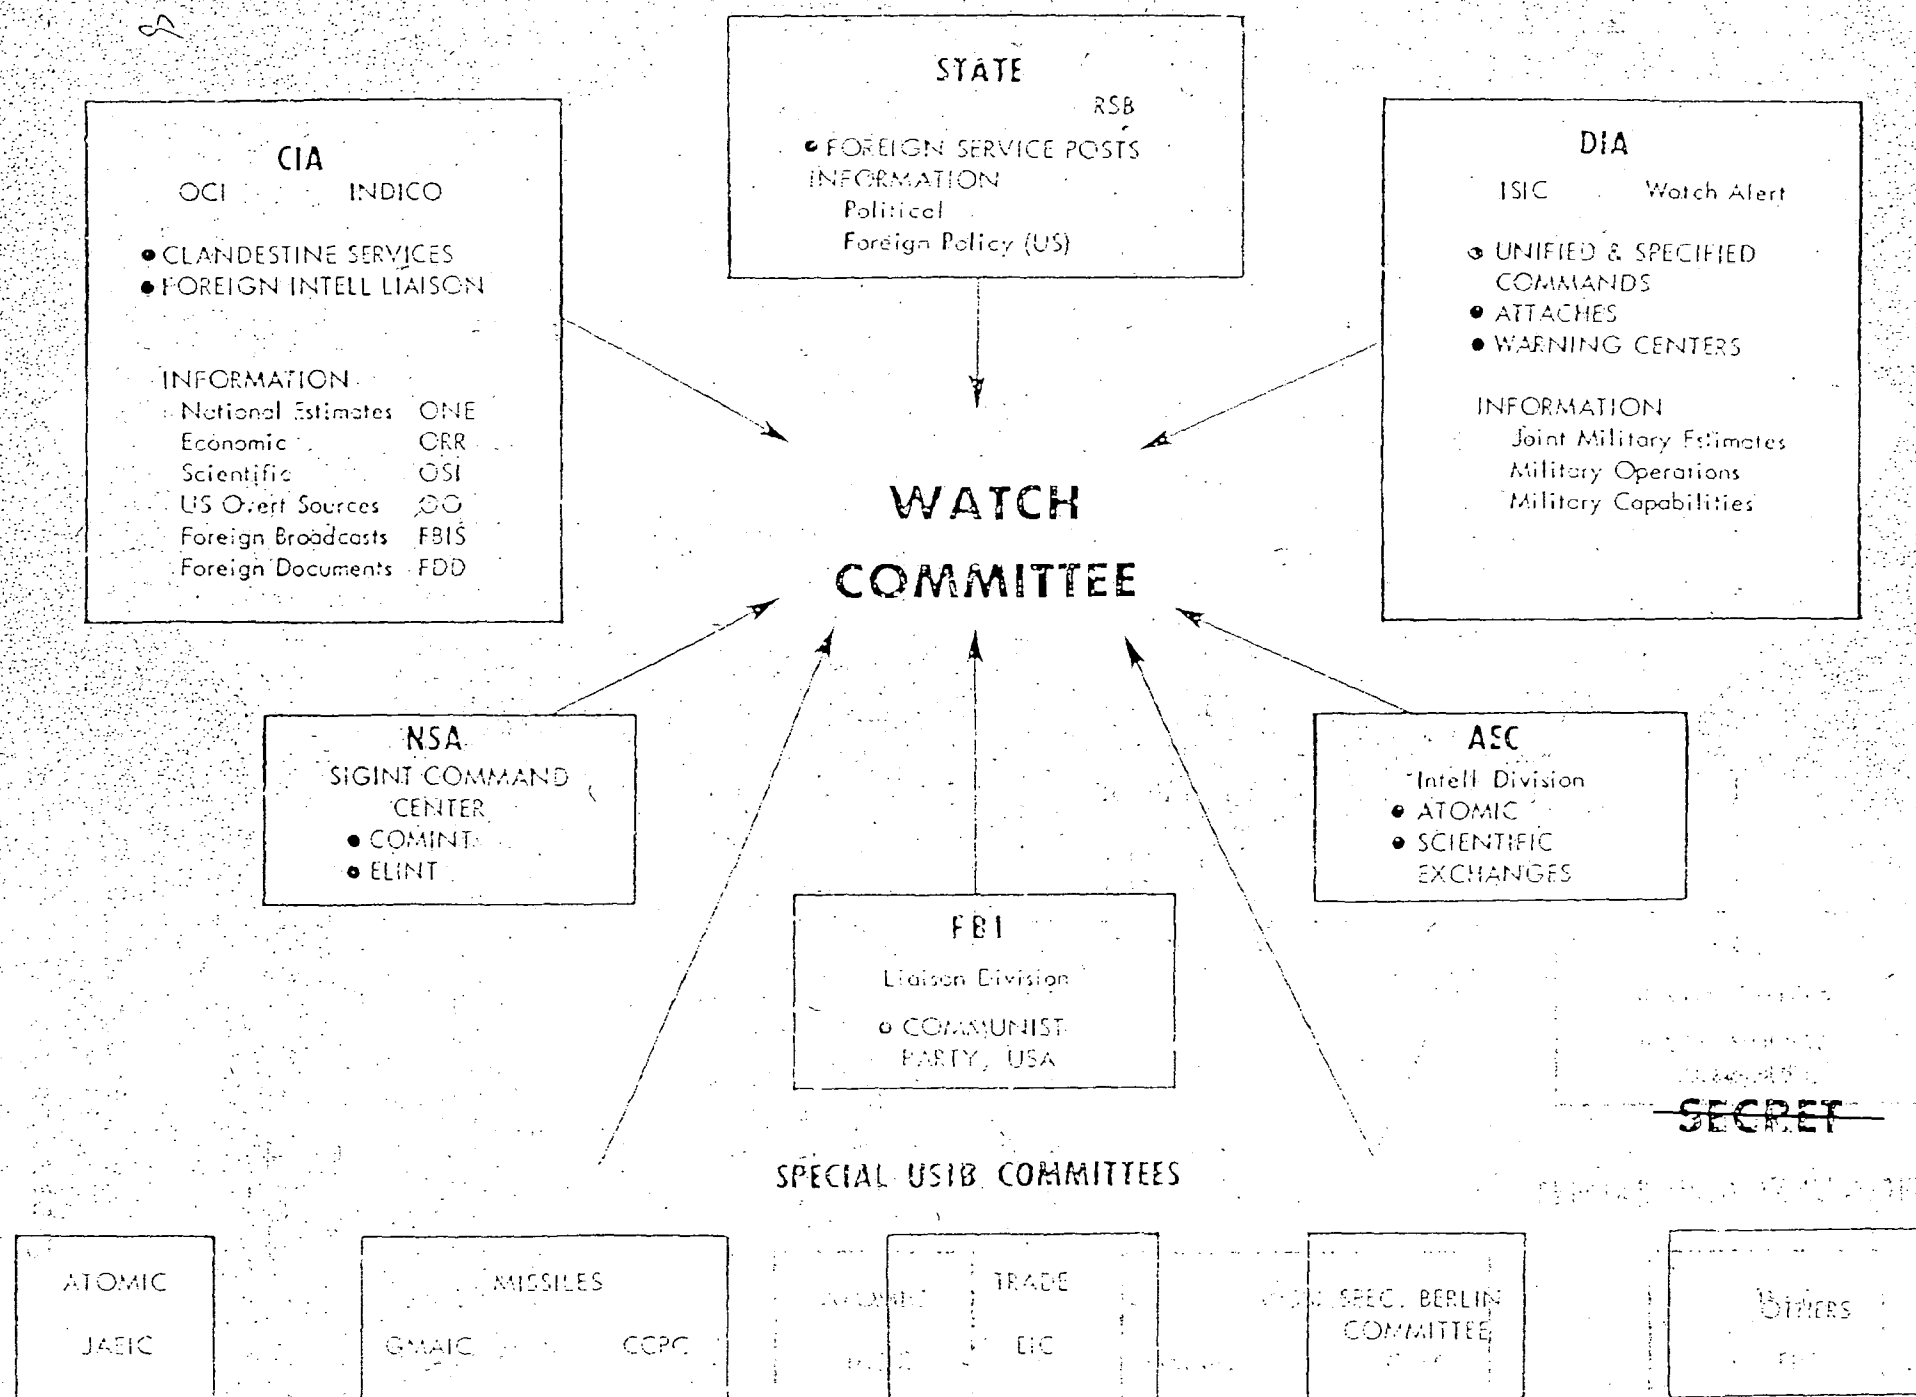 STATE
RSB
• FOREIGN SERVICE POSTS
INFORMATION
Political
Foreign Policy (US)
CIA
OCI INDICO
• CLANDESTINE SERVICES
• FOREIGN INTELL LIAISON
INFORMATION
National Estimates ONE
Economic ORR
Scientific OSI
US Overt Sources OO
Foreign Broadcasts FBIS
Foreign Documents FDD
DIA
ISIC Watch Alert
• UNIFIED & SPECIFIED
COMMANDS
• ATTACHES
• WARNING CENTERS
INFORMATION
Joint Military Estimates
Military Operations
Military Capabilities
WATCH
COMMITTEE
NSA
SIGINT COMMAND
CENTER
• COMINT
• ELINT
AEC
Intell Division
• ATOMIC
• SCIENTIFIC
EXCHANGES
FBI
Liaison Division
• COMMUNIST
PARTY, USA
SECRET
SPECIAL USIB COMMITTEES
ATOMIC
JAEIC
MISSILES
GMAIC CCPC
TRADE
EIC
SPEC. BERLIN
COMMITTEE
OTHERS